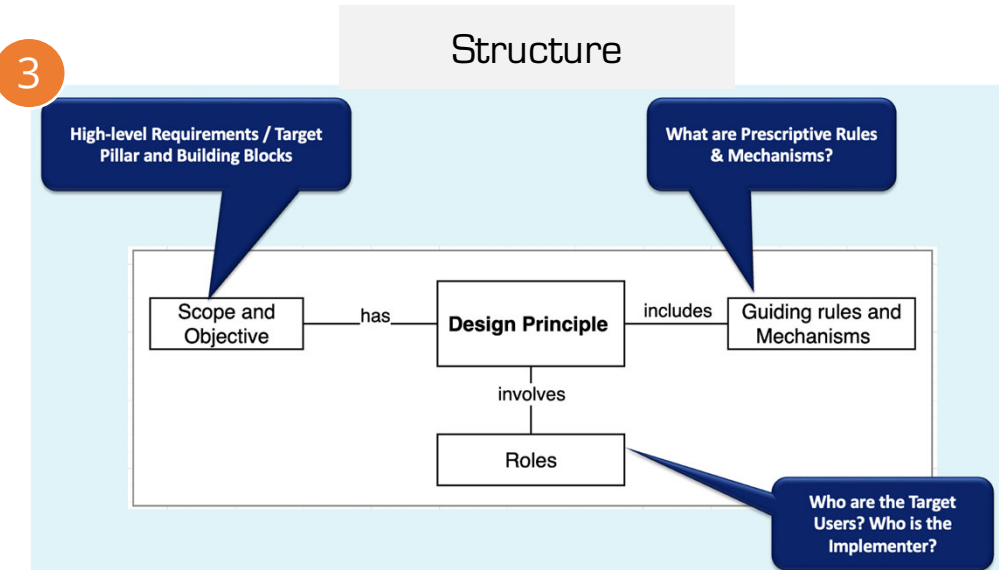 Structure
3
High-level Requirements / Target
Pillar and Building Blocks
What are Prescriptive Rules
& Mechanisms?
Scope and
Objective
has
Design Principle
includes
Guiding rules and
Mechanisms
involves
Roles
Who are the Target
Users? Who is the
Implementer?